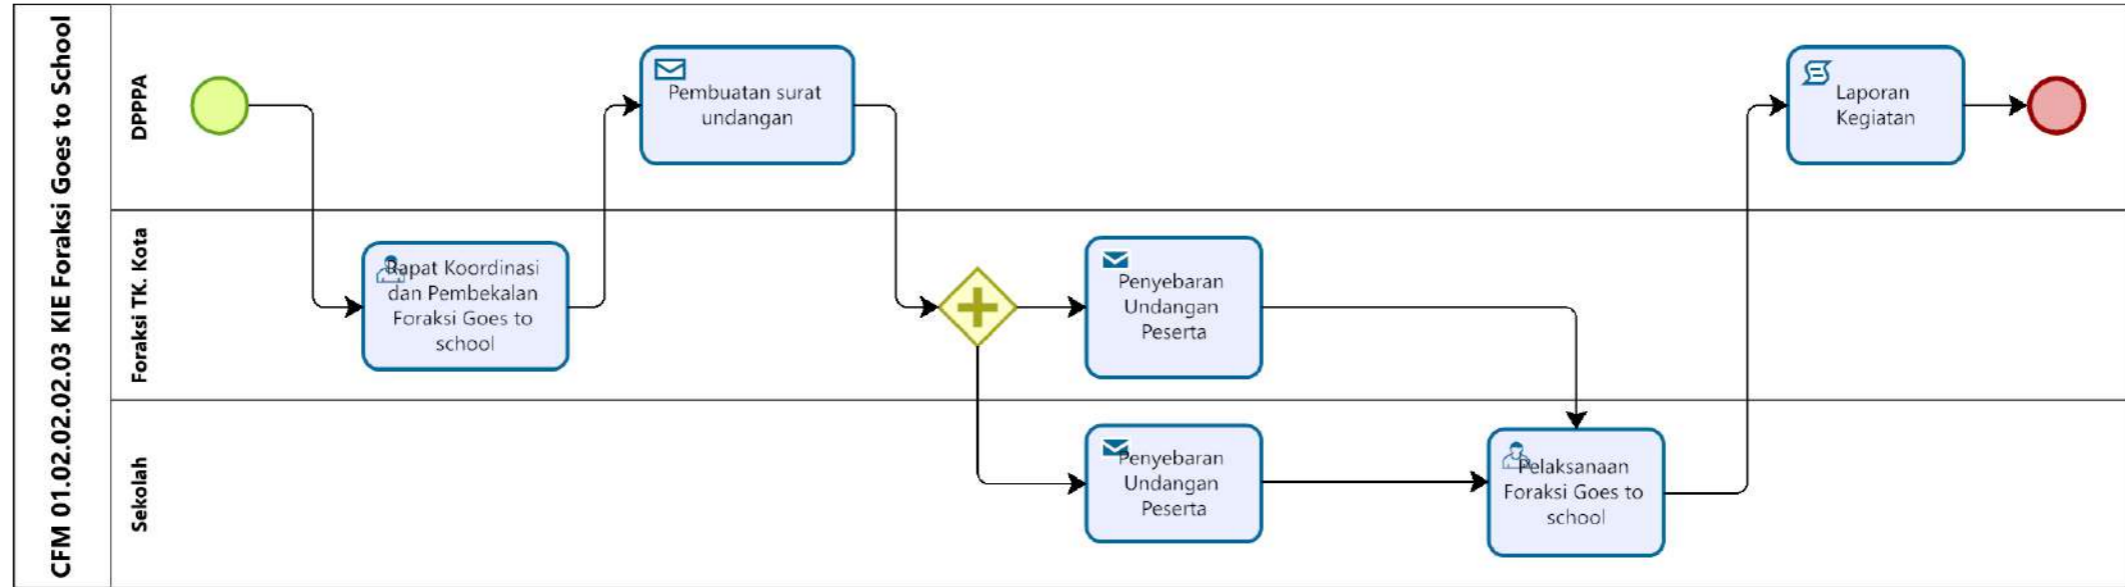 CFM 01.02.02.02.03 KIE Foraksi Goes to School
DPPPA
Pembuatan surat
undangan
Laporan
Kegiatan
Foraksi TK. Kota
Rapat Koordinasi
dan Pembekalan
Foraksi Goes to
school
Penyebaran
Undangan
Peserta
Sekolah
Penyebaran
Undangan
Peserta
Pelaksanaan
Foraksi Goes to
school